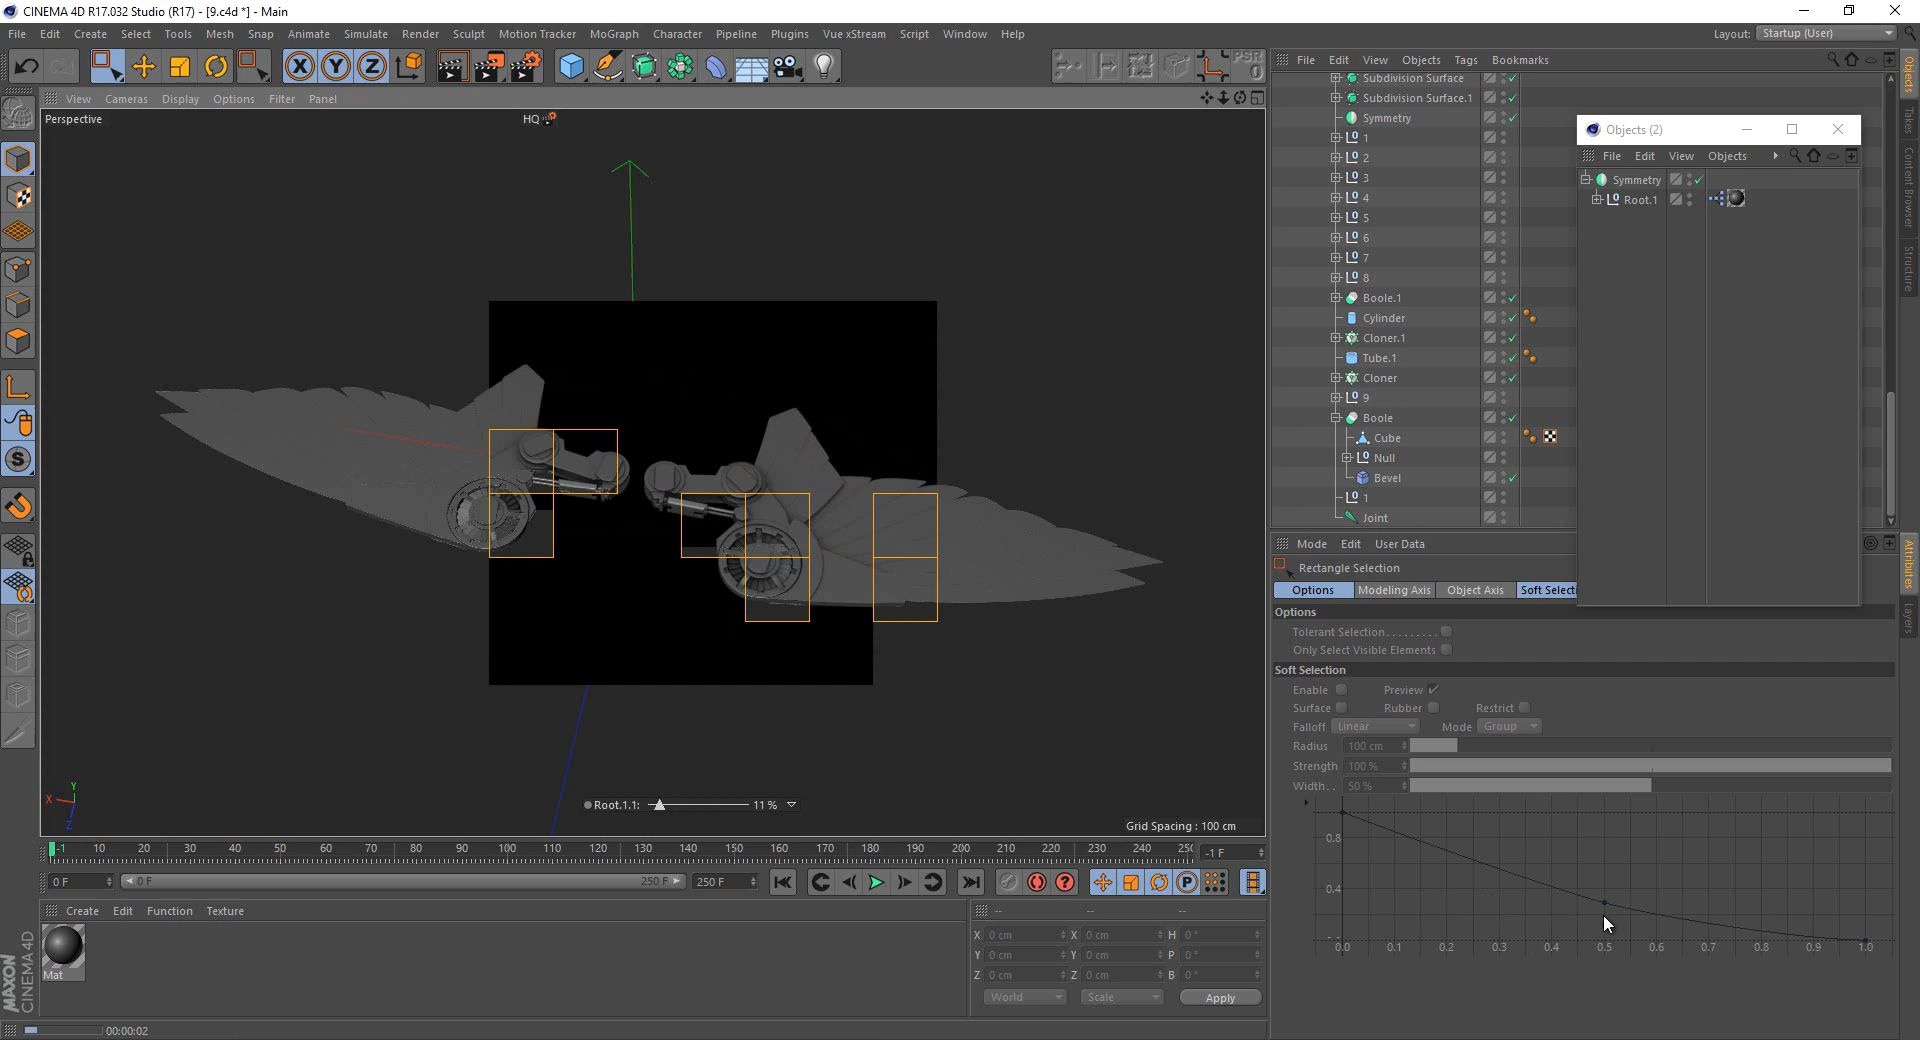 CINEMA 4D R17.032 Studio (R17) - [9.c4d *] - Main
File Edit Create Select Tools Mesh Snap Animate Simulate Render Sculpt Motion Tracker MoGraph Character Pipeline Plugins Vue xStream Script Window Help
Layout: Startup (User)
X Y Z
PSR
0
File Edit View Objects Tags Bookmarks
View Cameras Display Options Filter Panel
Perspective
HQ
Subdivision Surface
Subdivision Surface.1
Symmetry
1
2
3
4
5
6
7
8
Boole.1
Cylinder
Cloner.1
Tube.1
Cloner
9
Boole
Cube
Null
Bevel
1
Joint
Objects (2)
File Edit View Objects
Symmetry
Root.1
Objects
Takes
Content Browser
Structure
Attributes
Layers
Mode Edit User Data
Rectangle Selection
Options Modeling Axis Object Axis Soft Selecti
Options
Tolerant Selection.........
Only Select Visible Elements
Soft Selection
Enable Preview
Surface Rubber Restrict
Falloff Linear Mode Group
Radius 100 cm
Strength 100 %
Width.. 50 %
0.8
0.4
0.0 0.1 0.2 0.3 0.4 0.5 0.6 0.7 0.8 0.9 1.0
Root.1.1: 11 %
Grid Spacing : 100 cm
Y
X
Z
-1 10 20 30 40 50 60 70 80 90 100 110 120 130 140 150 160 170 180 190 200 210 220 230 240 250 -1 F
0 F 0 F 250 F 250 F
Create Edit Function Texture
-- -- --
Mat
X 0 cm X 0 cm H 0 °
Y 0 cm Y 0 cm P 0 °
Z 0 cm Z 0 cm B 0 °
World Scale Apply
MAXON
CINEMA 4D
00:00:02